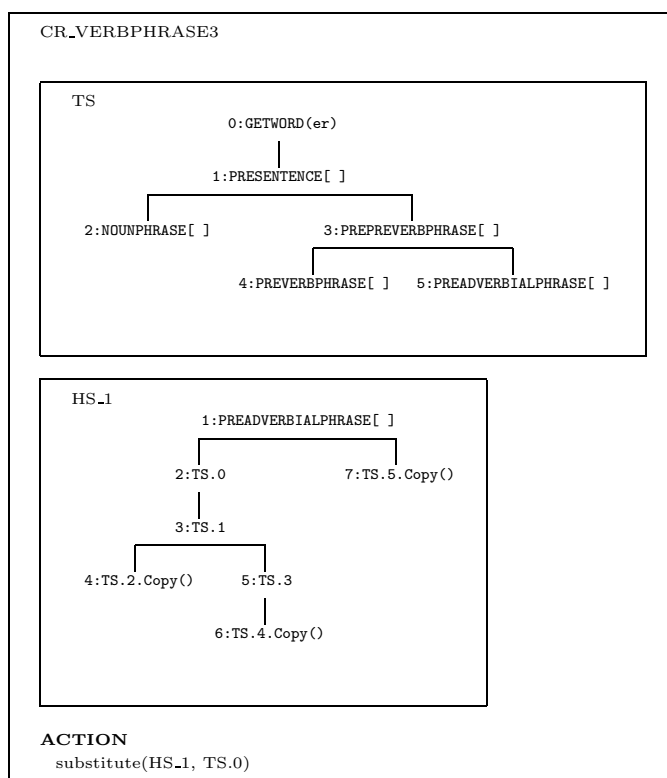 CR_VERBPHRASE3
TS
0:GETWORD(er)
1:PRESENTENCE[ ]
2:NOUNPHRASE[ ] 3:PREPREVERBPHRASE[ ]
4:PREVERBPHRASE[ ] 5:PREADVERBIALPHRASE[ ]
HS_1
1:PREADVERBIALPHRASE[ ]
2:TS.0 7:TS.5.Copy()
3:TS.1
4:TS.2.Copy() 5:TS.3
6:TS.4.Copy()
ACTION
substitute(HS_1, TS.0)